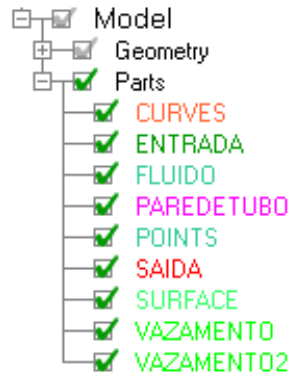 Model
Geometry
Parts
CURVES
ENTRADA
FLUIDO
PAREDETUBO
POINTS
SAIDA
SURFACE
VAZAMENTO
VAZAMENTO2